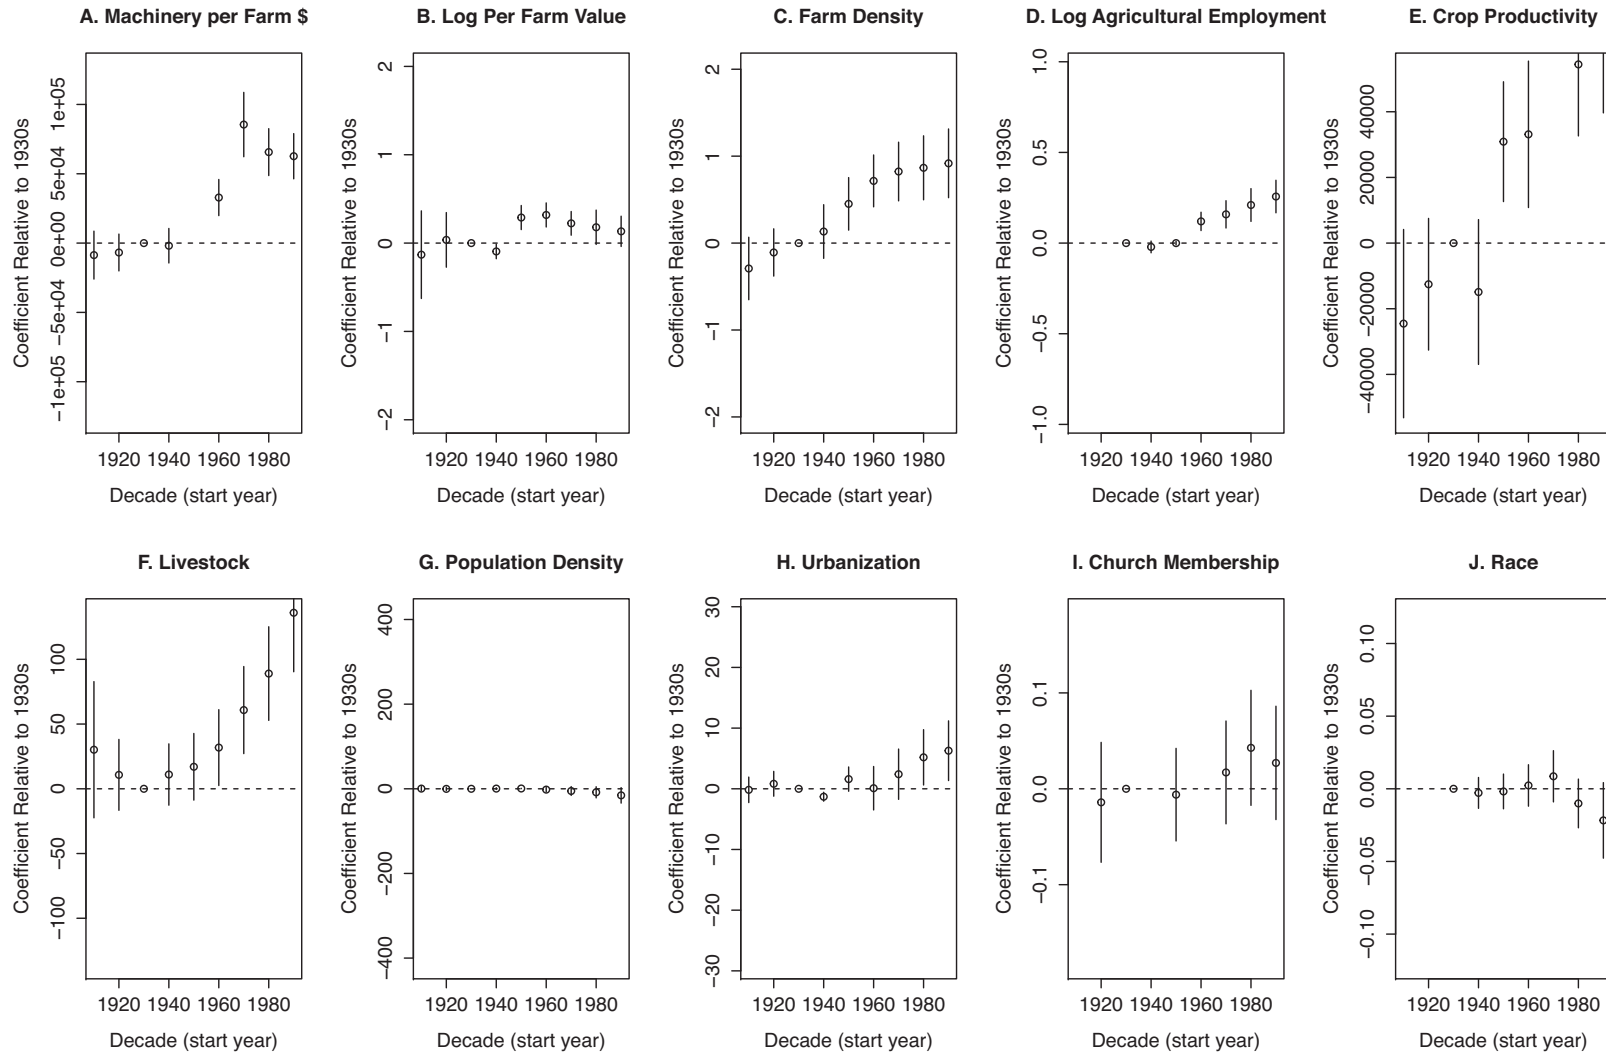 A. Machinery per Farm $
B. Log Per Farm Value
C. Farm Density
D. Log Agricultural Employment
E. Crop Productivity
Coefficient Relative to 1930s
1e+05
5e+04
0e+00
−5e+04
−1e+05
1920 1940 1960 1980
Decade (start year)
Coefficient Relative to 1930s
2
1
0
−1
−2
1920 1940 1960 1980
Decade (start year)
Coefficient Relative to 1930s
2
1
0
−1
−2
1920 1940 1960 1980
Decade (start year)
Coefficient Relative to 1930s
1.0
0.5
0.0
−0.5
−1.0
1920 1940 1960 1980
Decade (start year)
Coefficient Relative to 1930s
40000
20000
0
−20000
−40000
1920 1940 1960 1980
Decade (start year)
F. Livestock
G. Population Density
H. Urbanization
I. Church Membership
J. Race
Coefficient Relative to 1930s
100
50
0
−50
−100
1920 1940 1960 1980
Decade (start year)
Coefficient Relative to 1930s
400
200
0
−200
−400
1920 1940 1960 1980
Decade (start year)
Coefficient Relative to 1930s
30
20
10
0
−10
−20
−30
1920 1940 1960 1980
Decade (start year)
Coefficient Relative to 1930s
0.1
0.0
−0.1
1920 1940 1960 1980
Decade (start year)
Coefficient Relative to 1930s
0.10
0.05
0.00
−0.05
−0.10
1920 1940 1960 1980
Decade (start year)